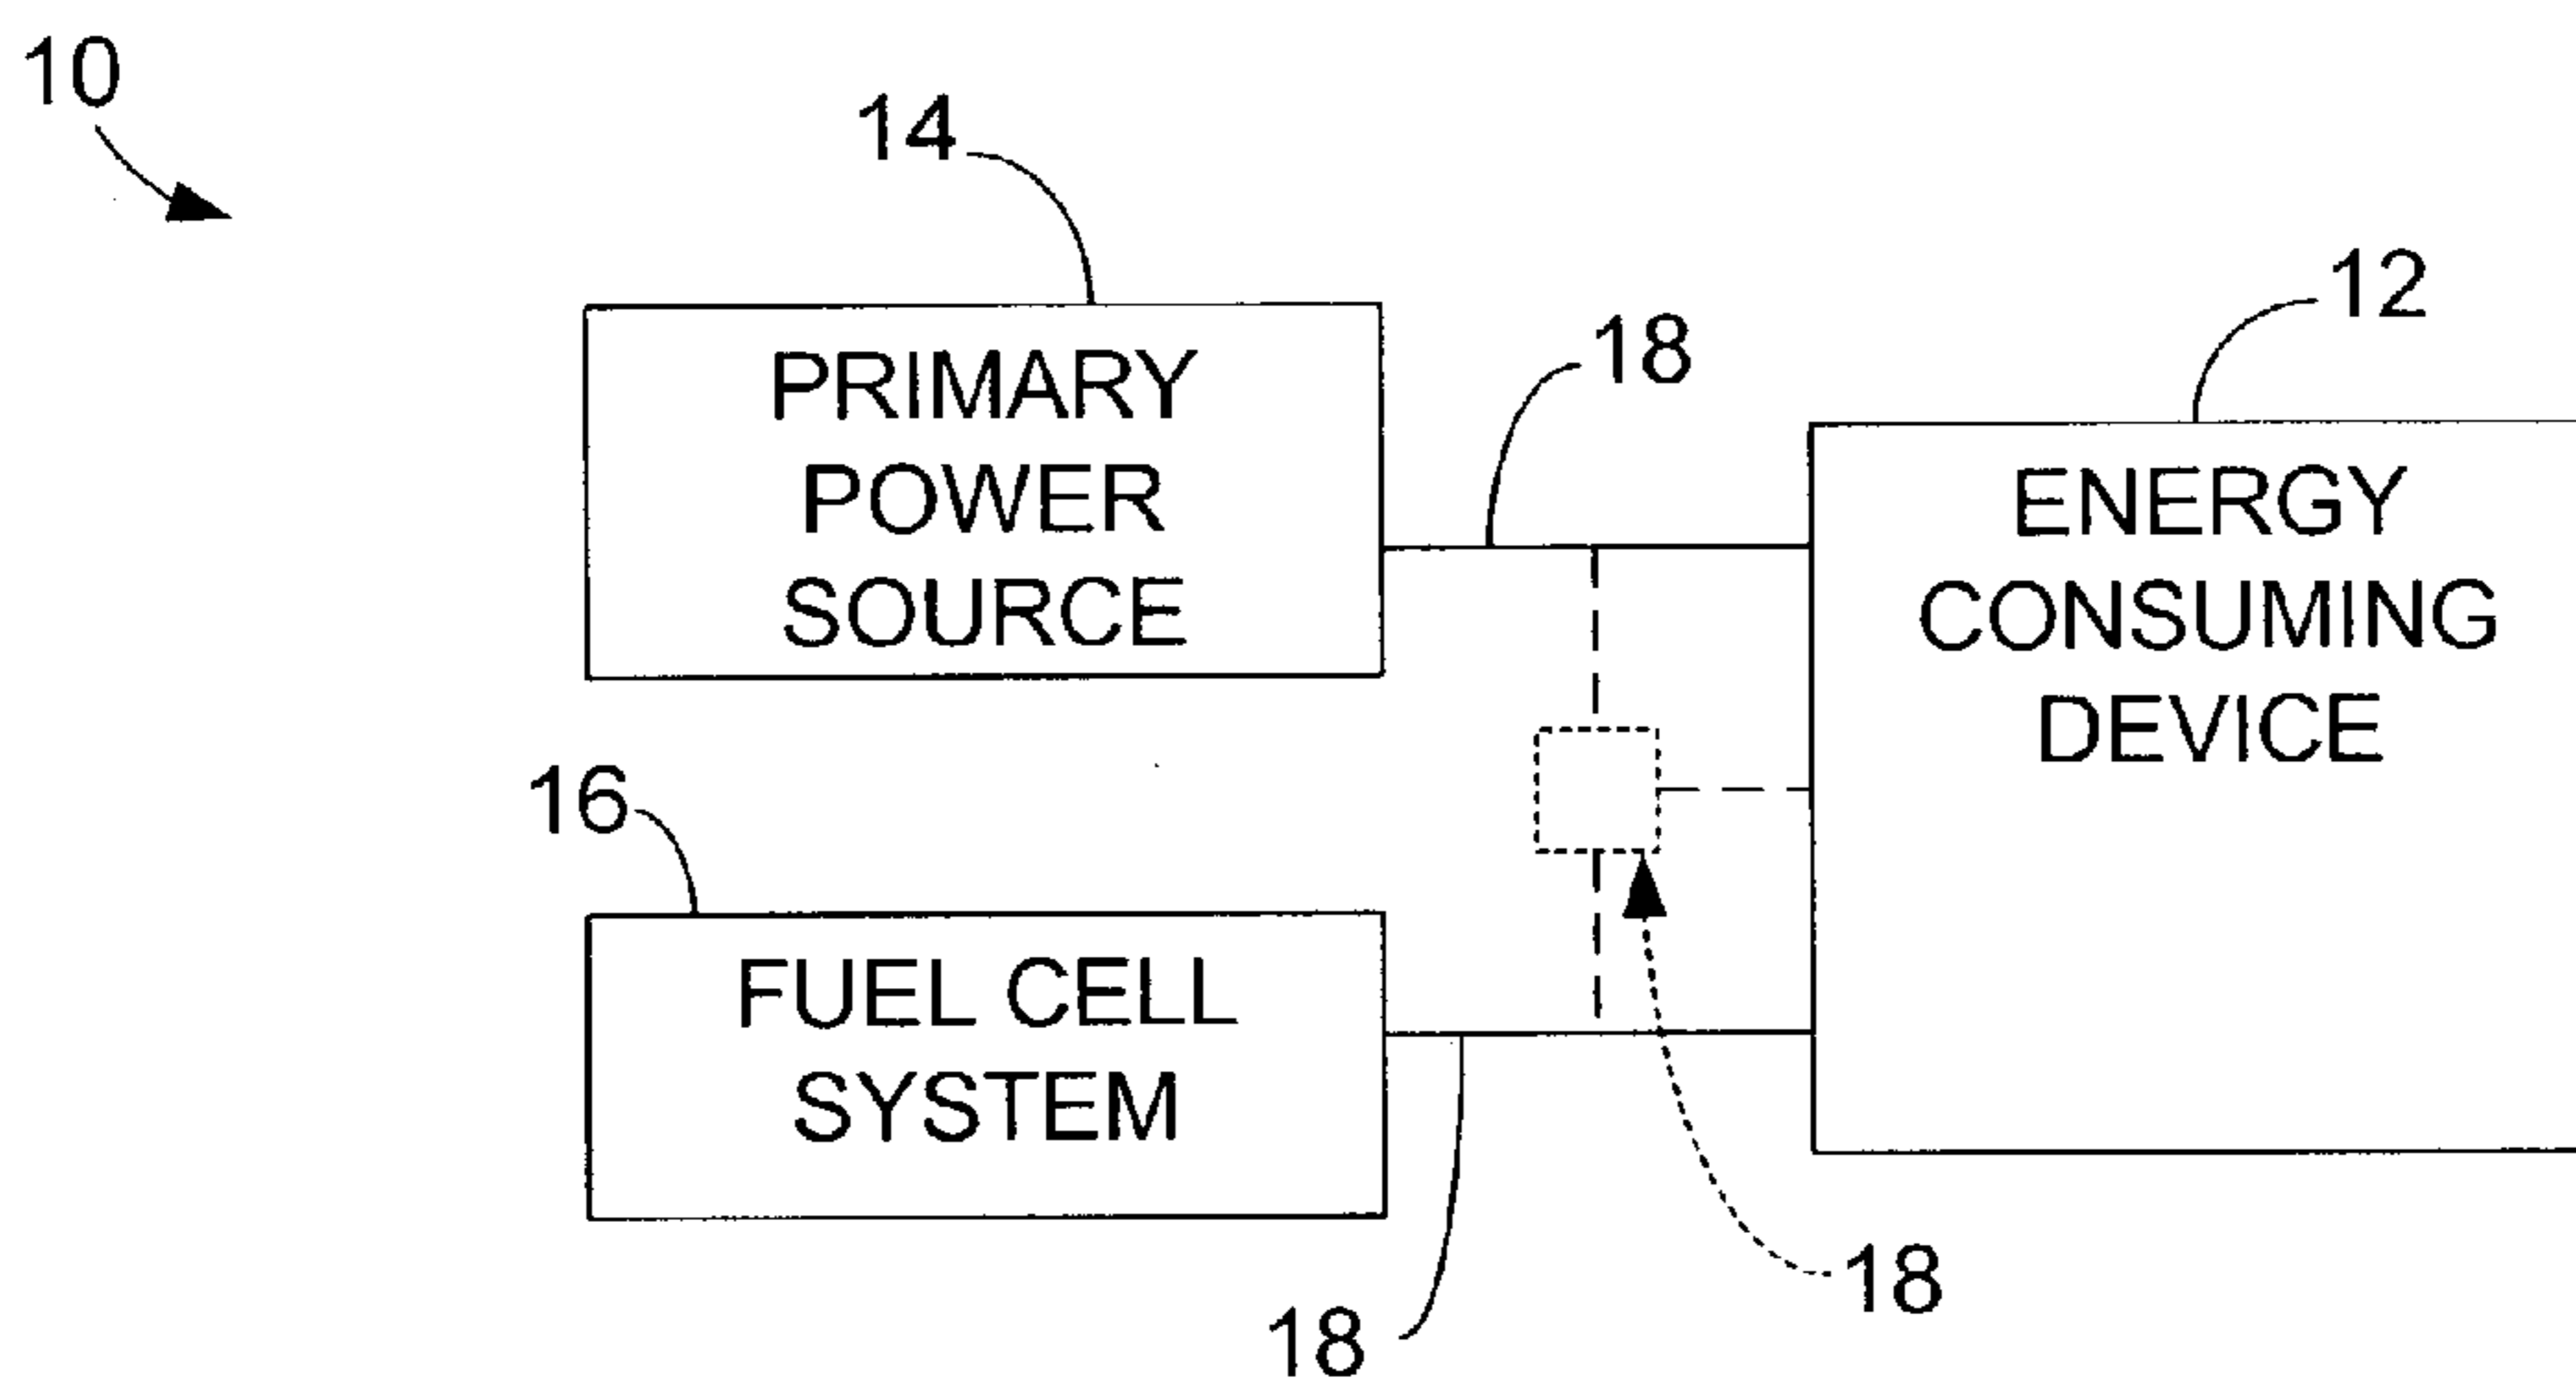 10
14
12
18
PRIMARY
POWER
SOURCE
ENERGY
CONSUMING
DEVICE
16
FUEL CELL
SYSTEM
18
18